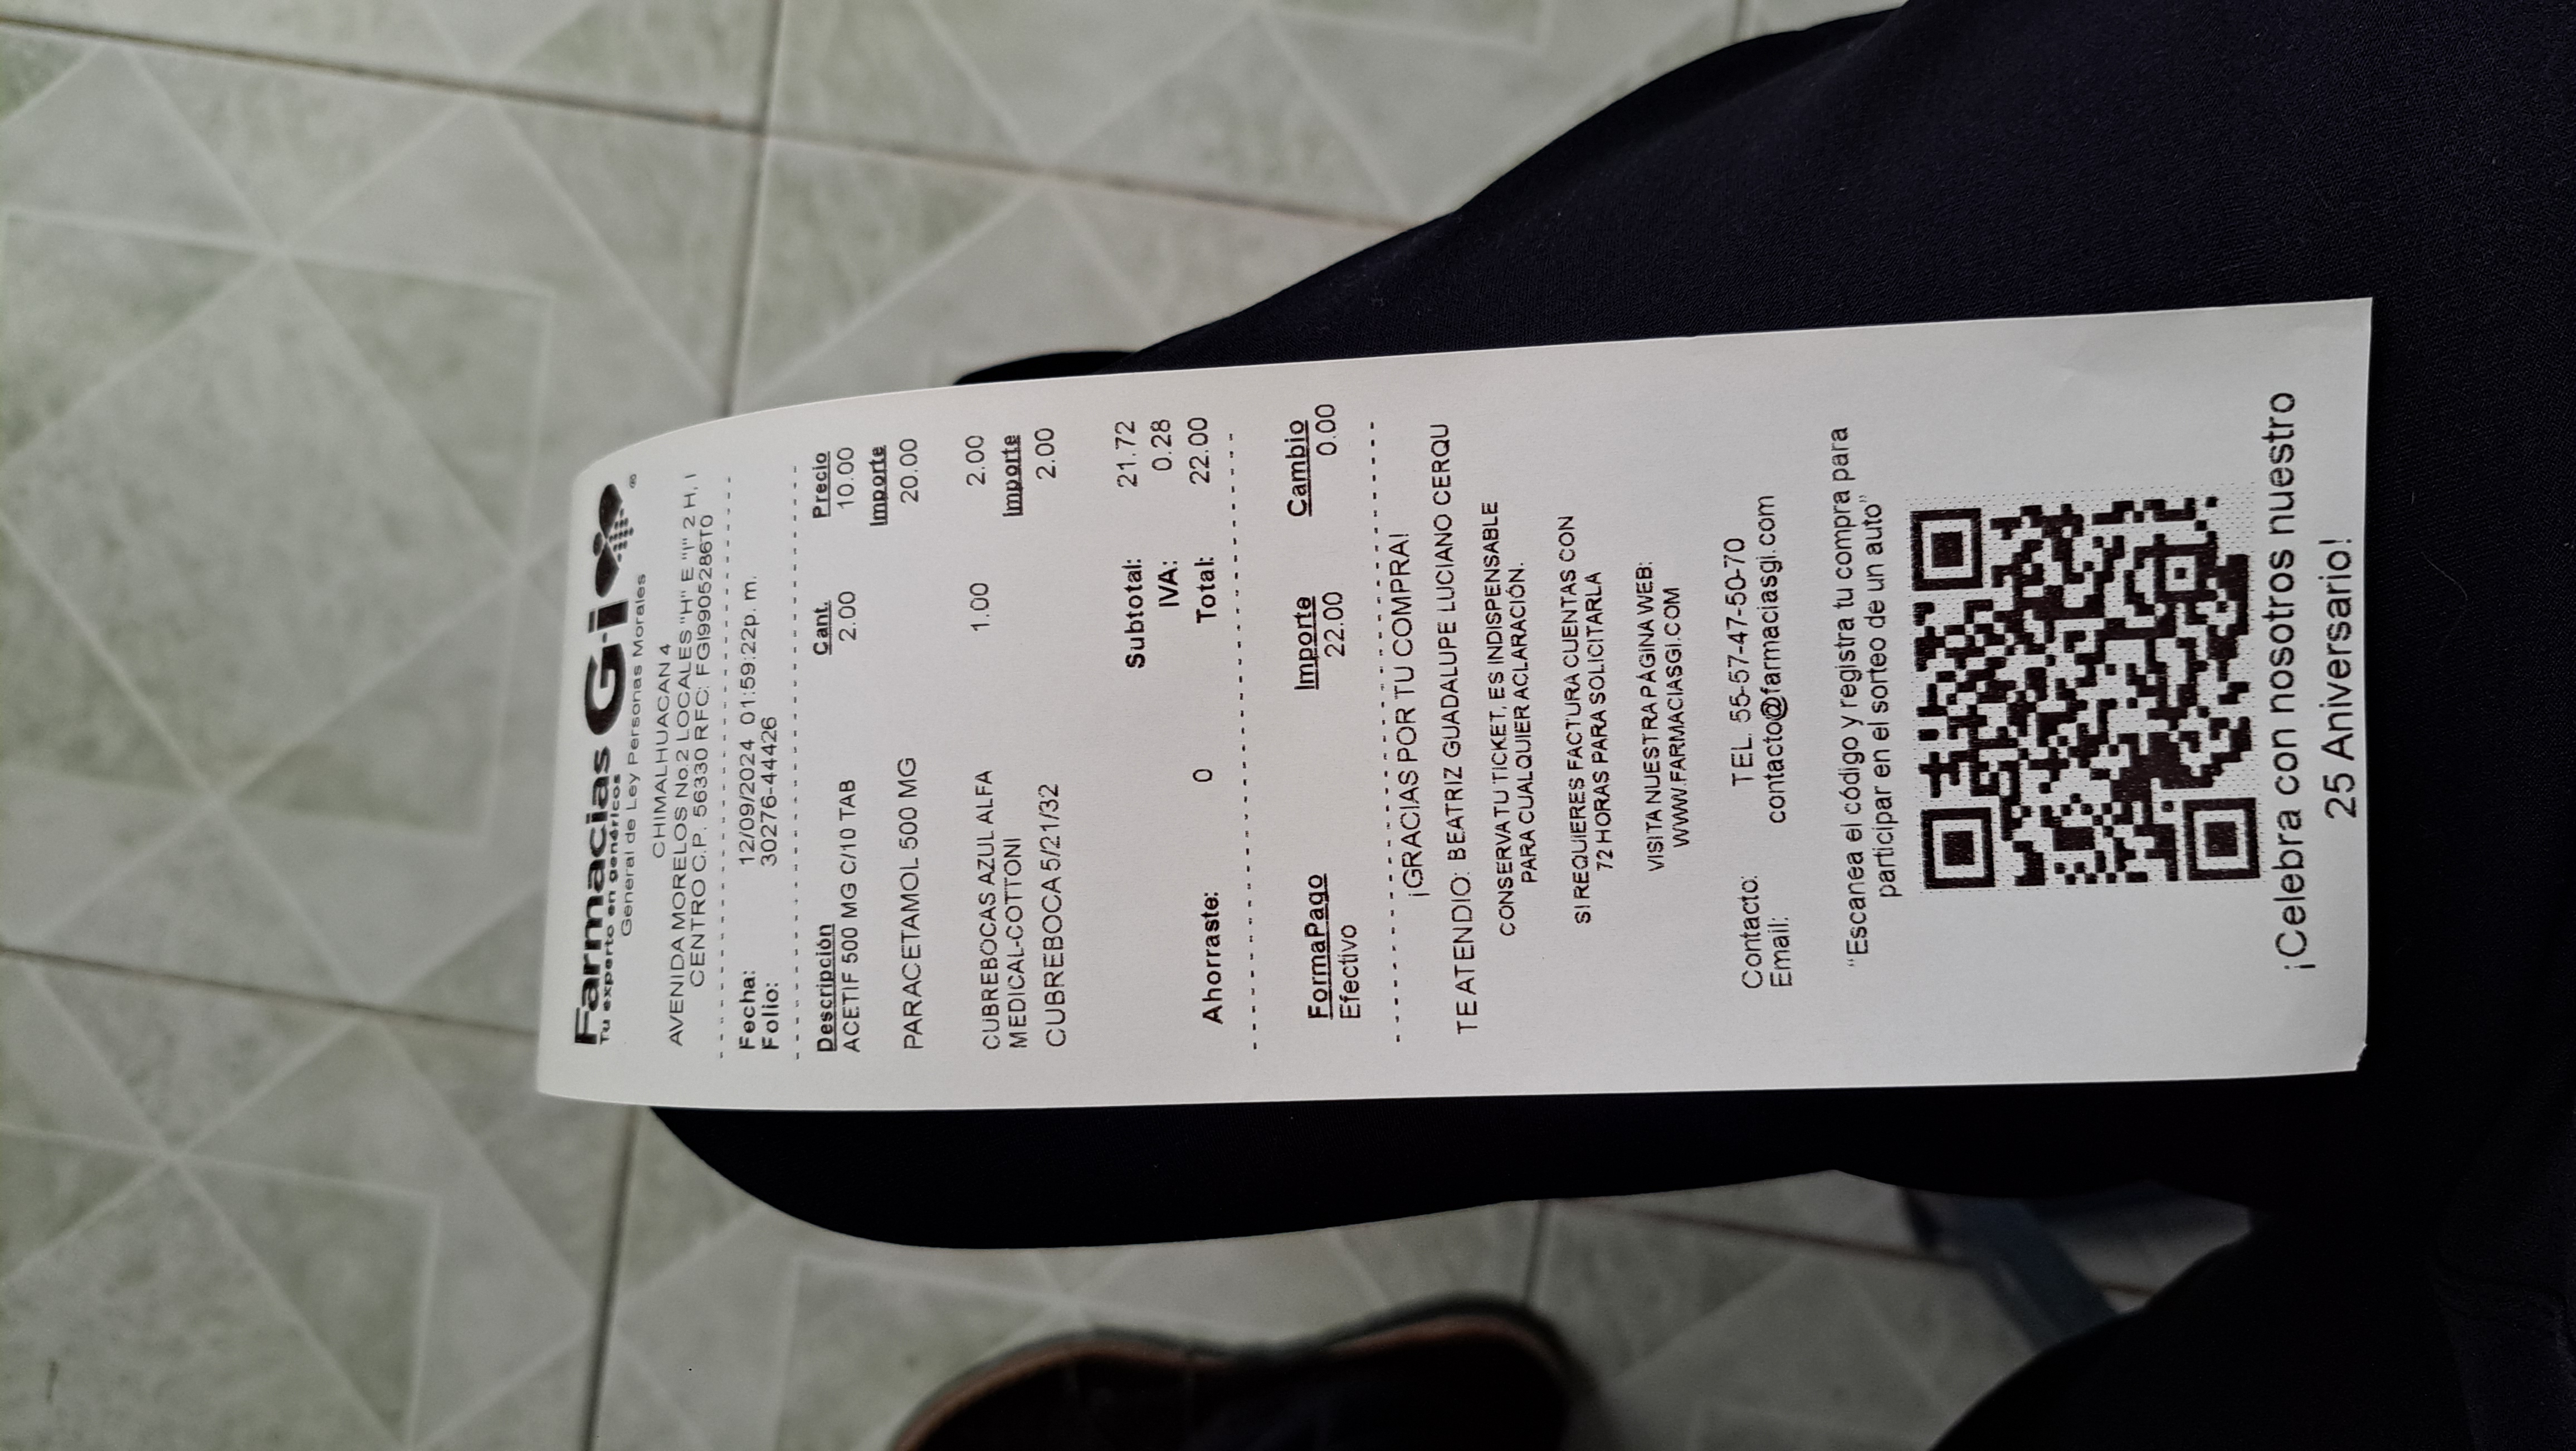 Farmacias Gi®
Tu experto en genéricos
General de Ley Personas Morales
CHIMALHUACAN 4
AVENIDA MORELOS No.2 LOCALES "H" E "I" 2 H, I
CENTRO C.P. 56330 RFC: FGI9905286T0
Fecha: 12/09/2024 01:59:22p. m.
Folio: 30276-444426
Descripción Cant. Precio
ACETIF 500 MG C/10 TAB 2.00 10.00
Importe
PARACETAMOL 500 MG 20.00
CUBREBOCAS AZUL ALFA 1.00 2.00
MEDICAL-COTTONI Importe
CUBREBOCA 5/21/32 2.00
Subtotal: 21.72
IVA: 0.28
Ahorraste: 0 Total: 22.00
FormaPago Importe Cambio
Efectivo 22.00 0.00
¡GRACIAS POR TU COMPRA!
TE ATENDIO: BEATRIZ GUADALUPE LUCIANO CERQU
CONSERVA TU TICKET, ES INDISPENSABLE
PARA CUALQUIER ACLARACIÓN.
SI REQUIERES FACTURA CUENTAS CON
72 HORAS PARA SOLICITARLA
VISITA NUESTRA PÁGINA WEB:
WWW.FARMACIASGI.COM
Contacto: TEL. 55-57-47-50-70
Email: contacto@farmaciasgi.com
"Escanea el código y registra tu compra para
participar en el sorteo de un auto"
¡Celebra con nosotros nuestro
25 Aniversario!